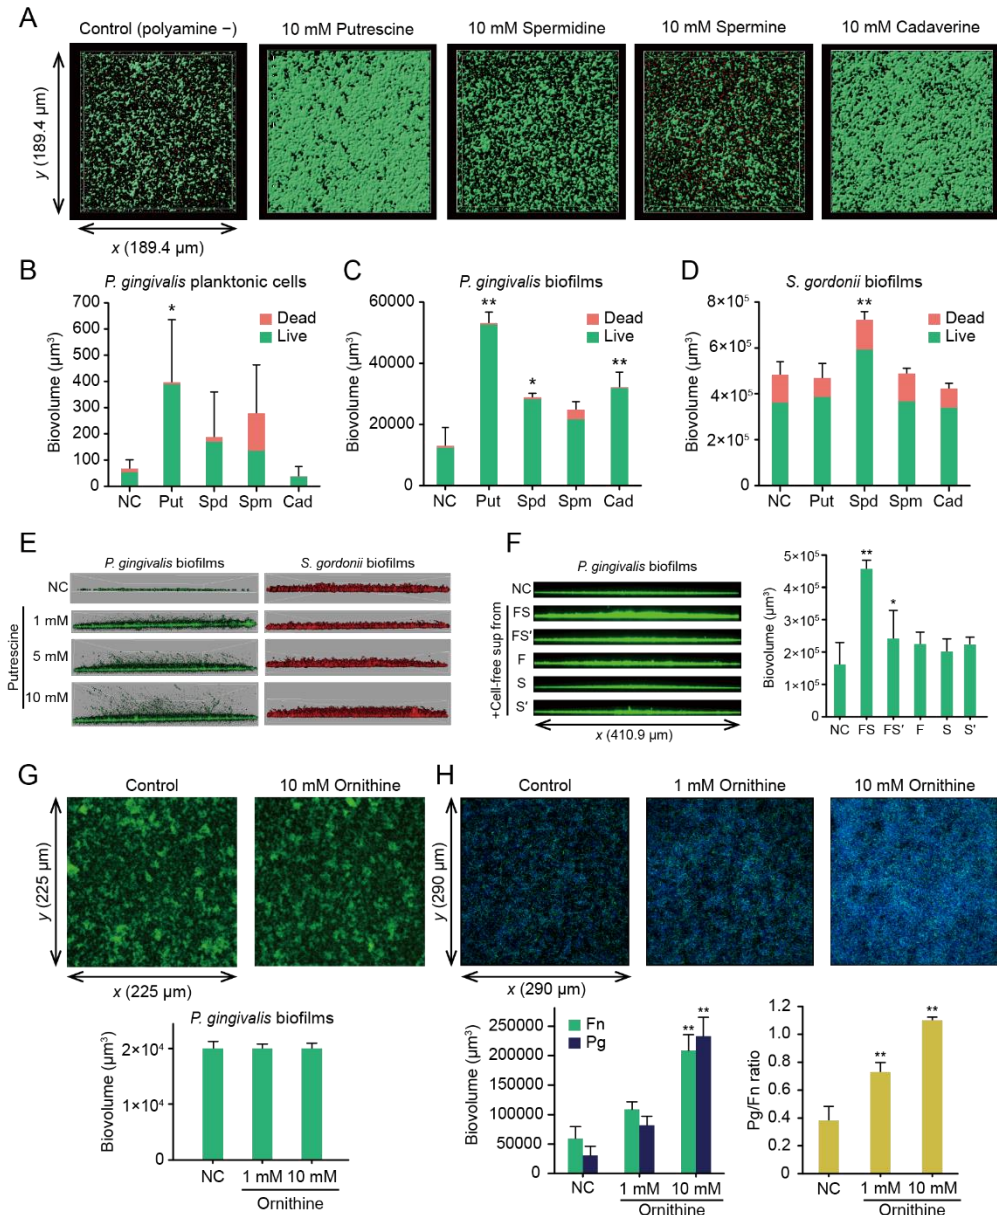 A
Control (polyamine −)
10 mM Putrescine
10 mM Spermidine
10 mM Spermine
10 mM Cadaverine
y (189.4 µm)
x (189.4 µm)
B
P. gingivalis planktonic cells
Biovolume (µm³)
700
600
500
400
300
200
100
0
*
Dead
Live
NC Put Spd Spm Cad
C
P. gingivalis biofilms
Biovolume (µm³)
60000
40000
20000
0
**
*
**
Dead
Live
NC Put Spd Spm Cad
D
S. gordonii biofilms
Biovolume (µm³)
8×10⁵
6×10⁵
4×10⁵
2×10⁵
0
**
Dead
Live
NC Put Spd Spm Cad
E
P. gingivalis biofilms
S. gordonii biofilms
NC
Putrescine
1 mM
5 mM
10 mM
F
P. gingivalis biofilms
NC
+Cell-free sup from
FS
FS′
F
S
S′
x (410.9 µm)
Biovolume (µm³)
5×10⁵
4×10⁵
3×10⁵
2×10⁵
1×10⁵
0
**
*
NC FS FS′ F S S′
G
Control
10 mM Ornithine
y (225 µm)
x (225 µm)
P. gingivalis biofilms
Biovolume (µm³)
2×10⁴
1×10⁴
0
NC 1 mM 10 mM
Ornithine
H
Control
1 mM Ornithine
10 mM Ornithine
y (290 µm)
x (290 µm)
Biovolume (µm³)
250000
200000
150000
100000
50000
0
Fn
Pg
**
**
NC 1 mM 10 mM
Ornithine
Pg/Fn ratio
1.2
1.0
0.8
0.6
0.4
0.2
0
**
**
NC 1 mM 10 mM
Ornithine